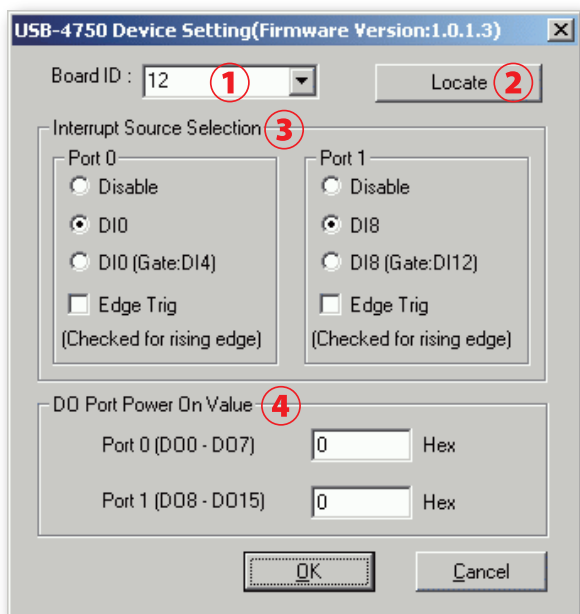 USB-4750 Device Setting(Firmware Version:1.0.1.3)
Board ID : 12 1 Locate 2
Interrupt Source Selection 3
Port 0 Port 1
Disable Disable
DI0 DI8
DI0 (Gate:DI4) DI8 (Gate:DI12)
Edge Trig Edge Trig
(Checked for rising edge) (Checked for rising edge)
DO Port Power On Value 4
Port 0 (DO0 - DO7) 0 Hex
Port 1 (DO8 - DO15) 0 Hex
OK Cancel